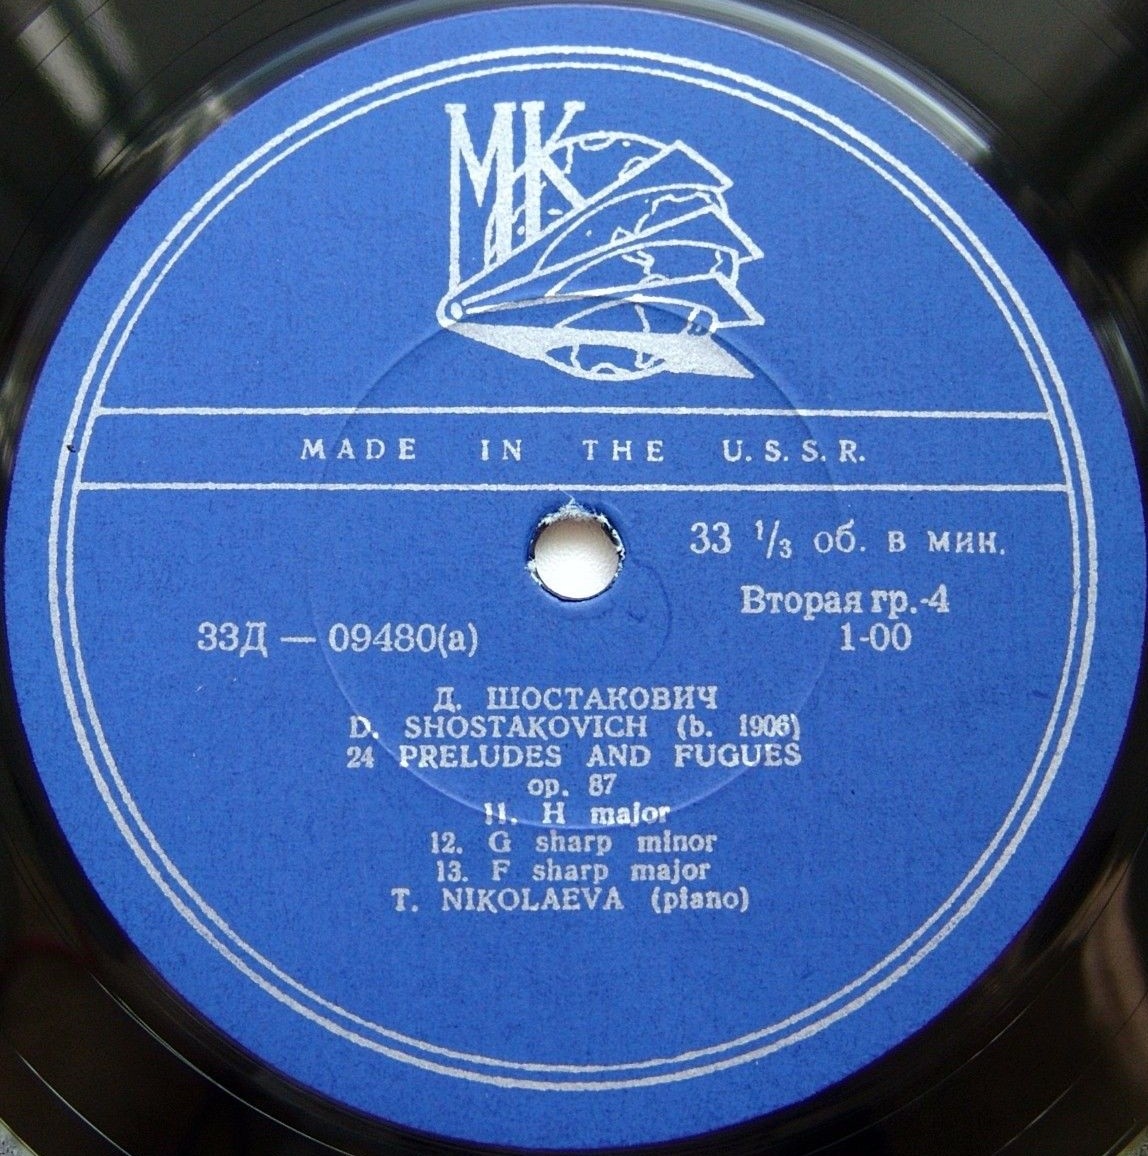 МК
MADE IN THE U.S.S.R.
33 1/3 об. в мин.
Вторая гр.-4
33Д — 09480(а)
1-00
Д. ШОСТАКОВИЧ
D. SHOSTAKOVICH (b. 1906)
24 PRELUDES AND FUGUES
op. 87
11. H major
12. G sharp minor
13. F sharp major
T. NIKOLAEVA (piano)